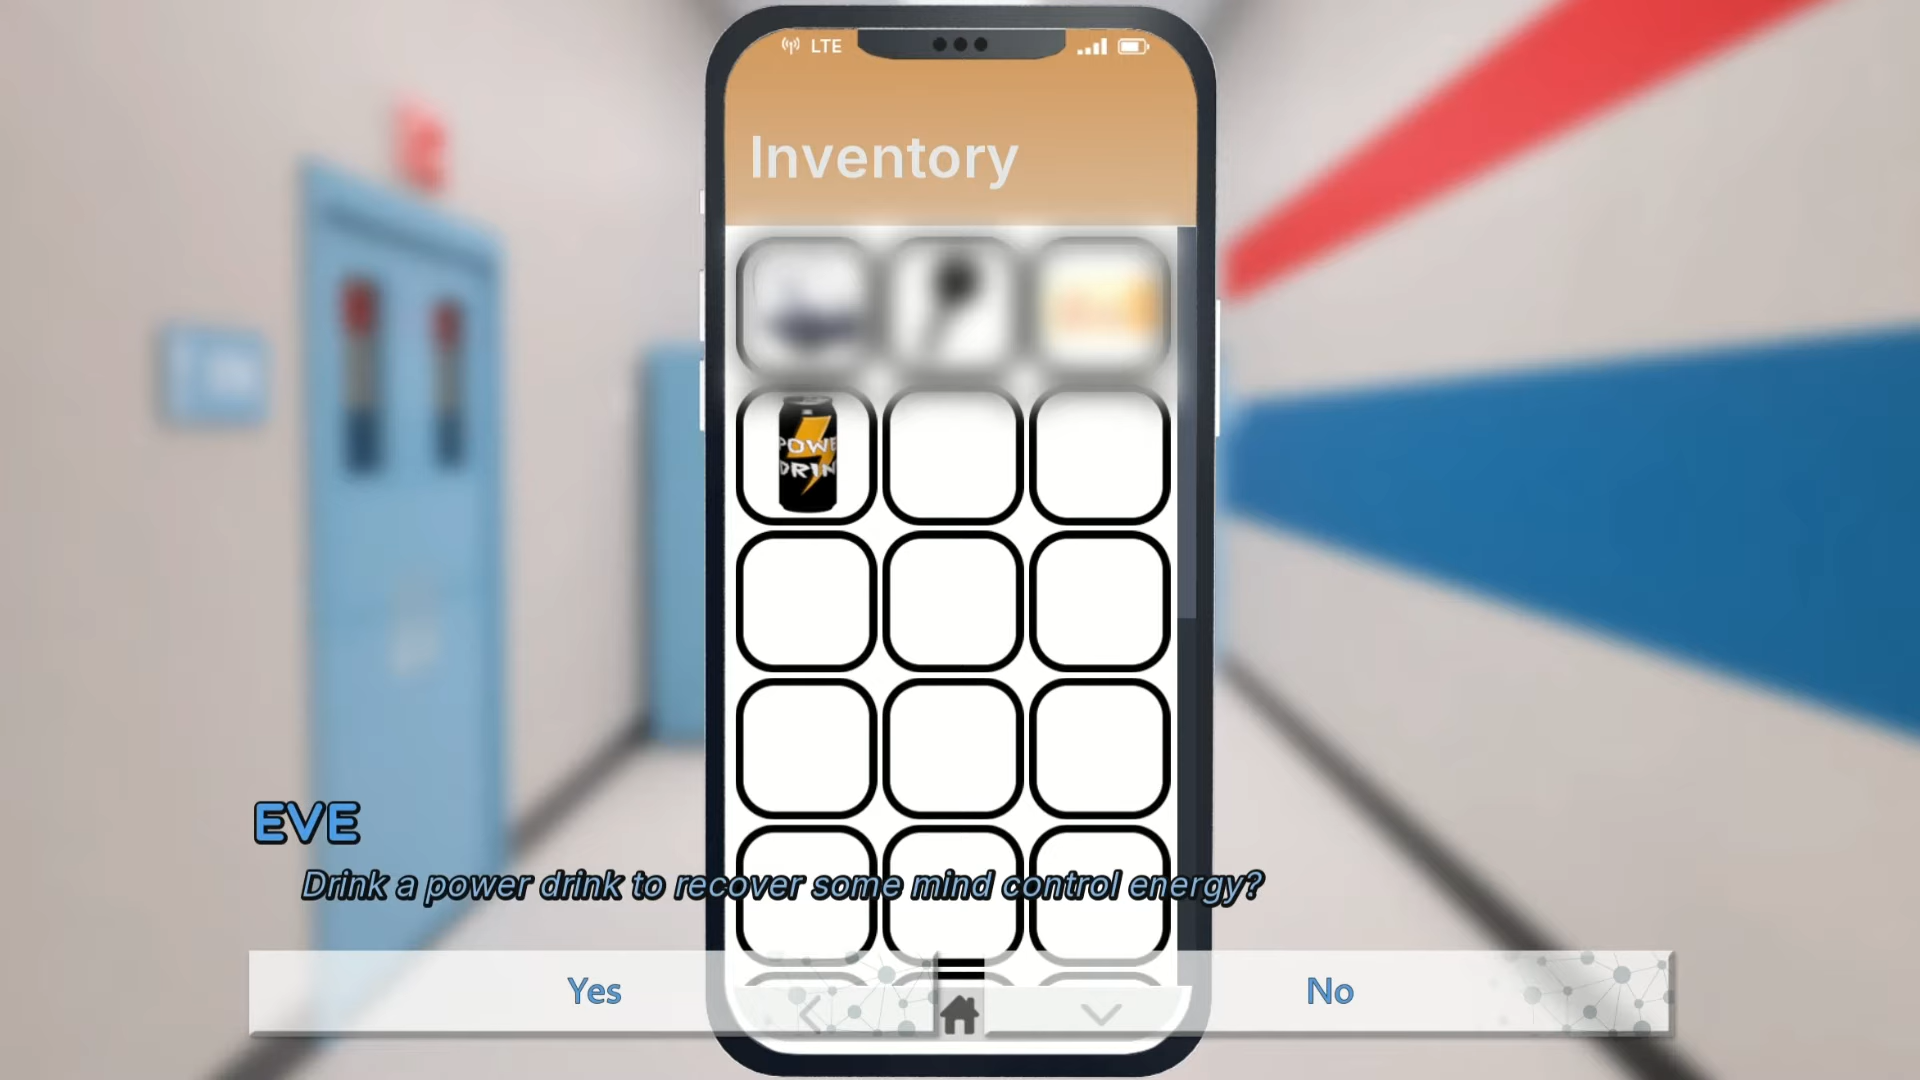 LTE
Inventory
POWE
DRIN
EVE
Drink a power drink to recover some mind control energy?
Yes
No